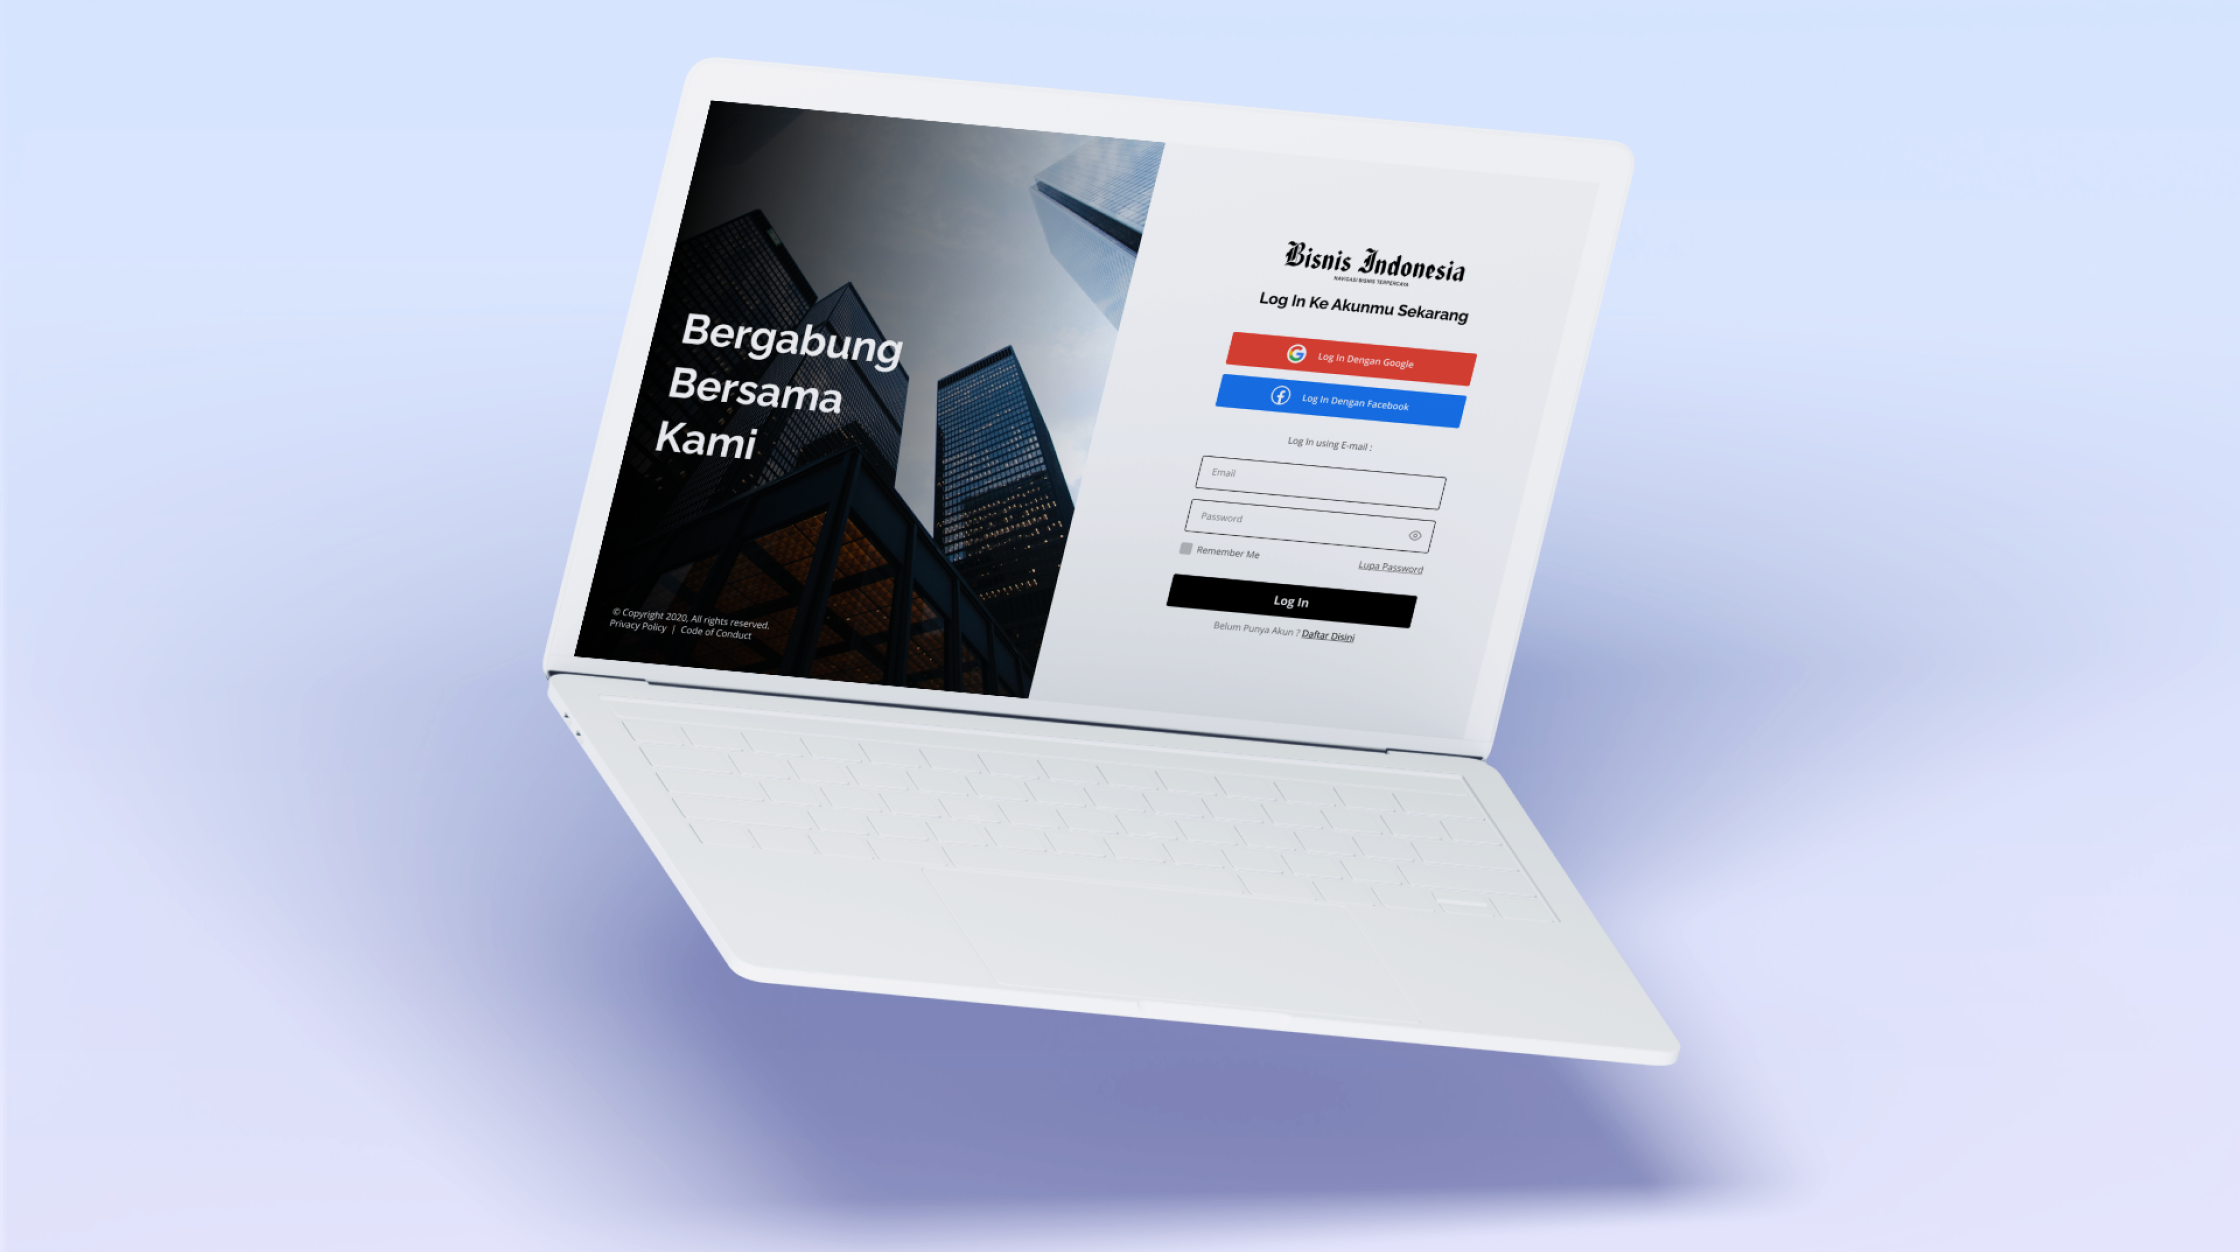 Bergabung
Bersama
Kami
© Copyright 2020, All rights reserved.
Privacy Policy | Code of Conduct
Bisnis Indonesia
NAVIGASI BISNIS TERPERCAYA
Log In Ke Akunmu Sekarang
Log In Dengan Google
Log In Dengan Facebook
Log In using E-mail :
Email
Password
Remember Me
Lupa Password
Log In
Belum Punya Akun ? Daftar Disini